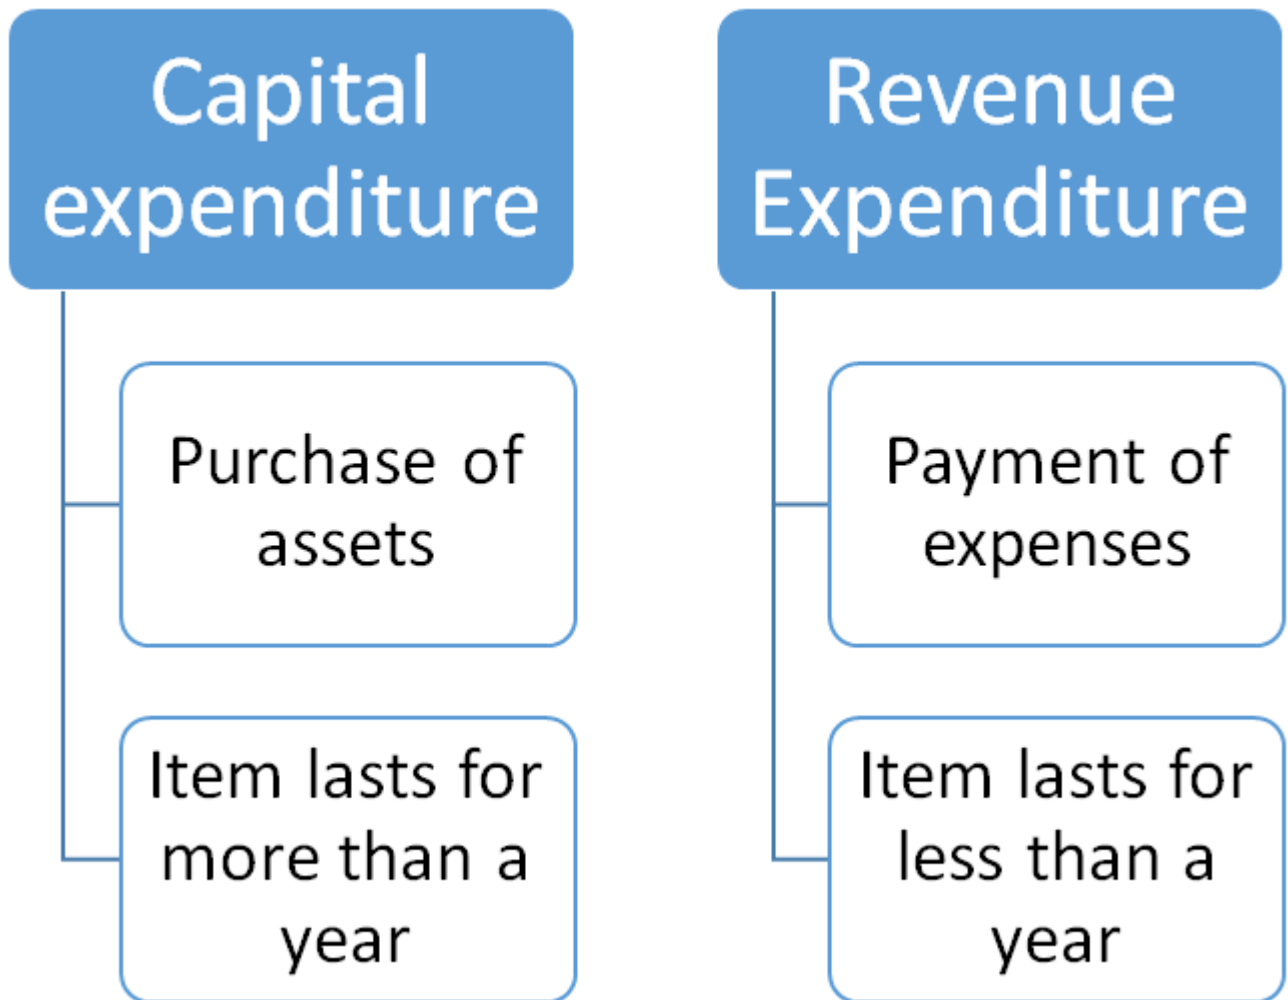 Capital
expenditure
Purchase of
assets
Item lasts for
more than a
year
Revenue
Expenditure
Payment of
expenses
Item lasts for
less than a
year